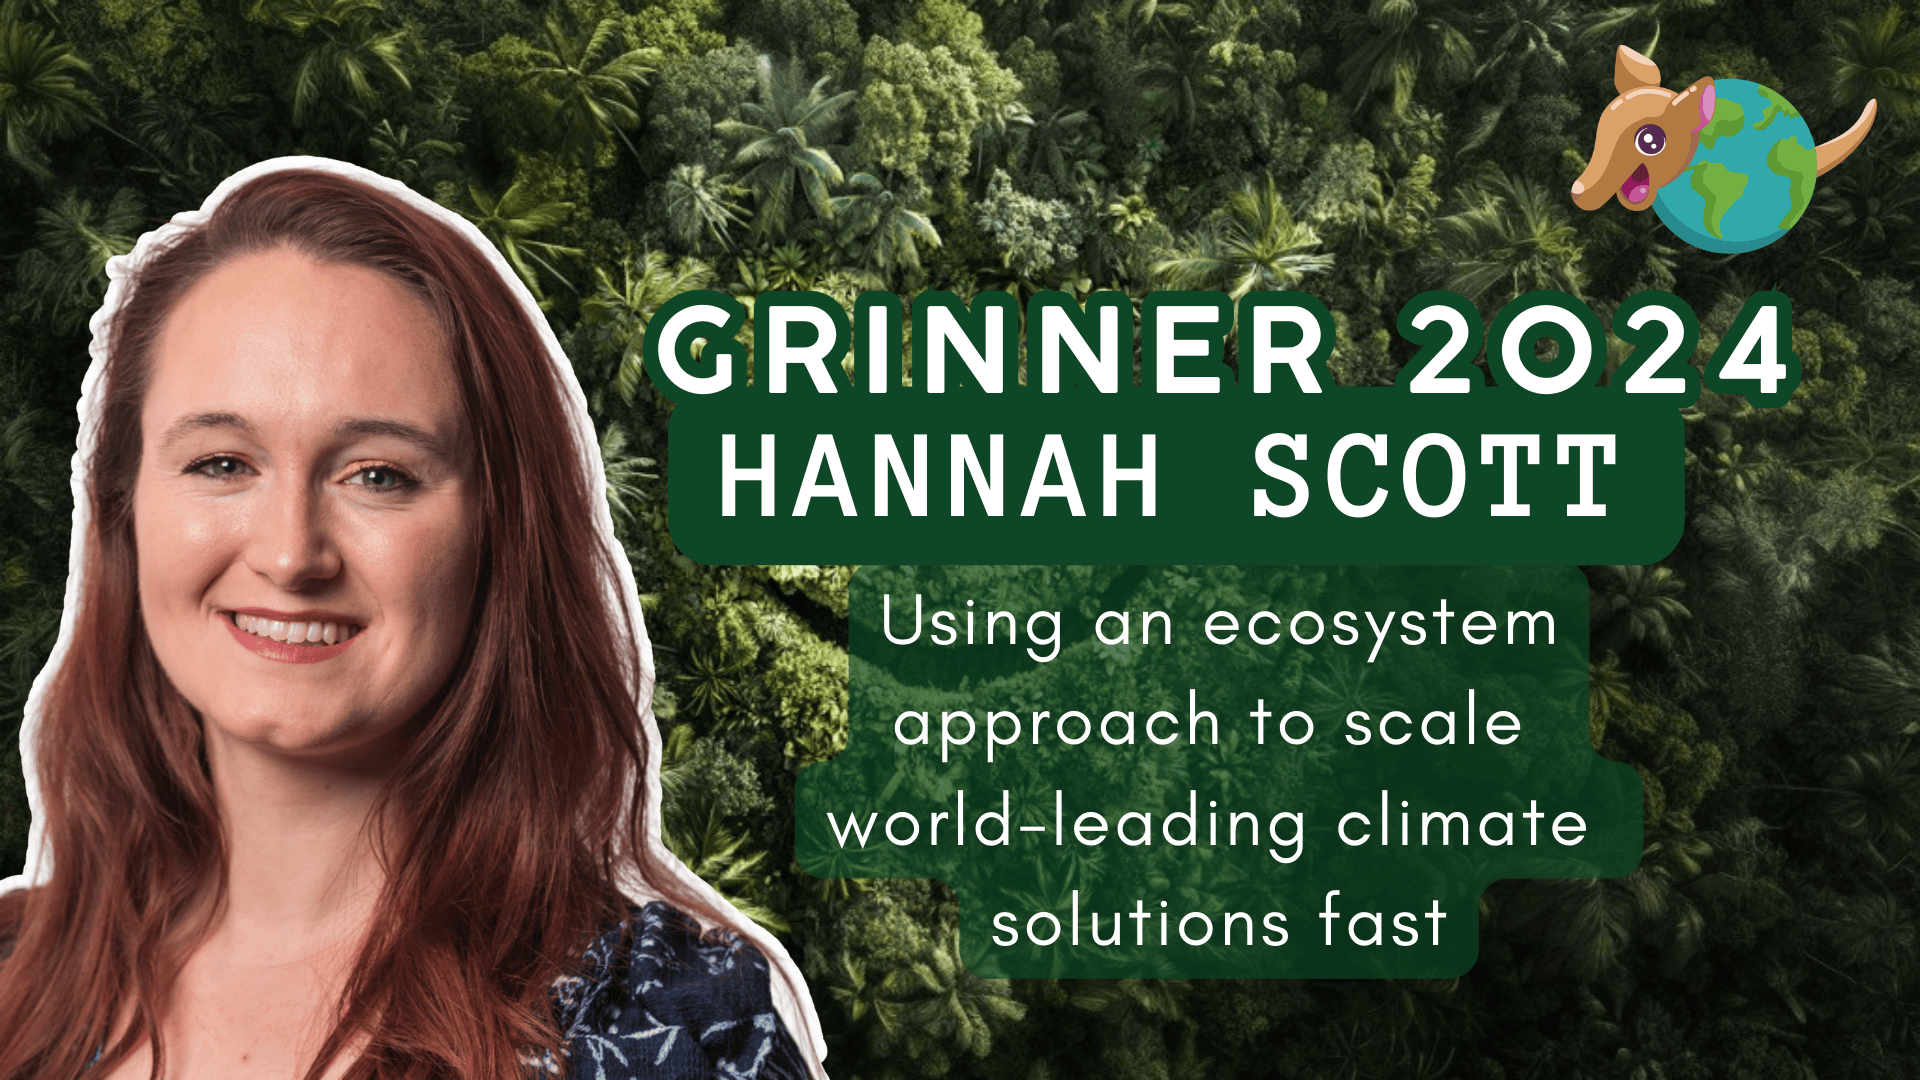 GRINNER 2024
HANNAH SCOTT
Using an ecosystem
approach to scale
world-leading climate
solutions fast